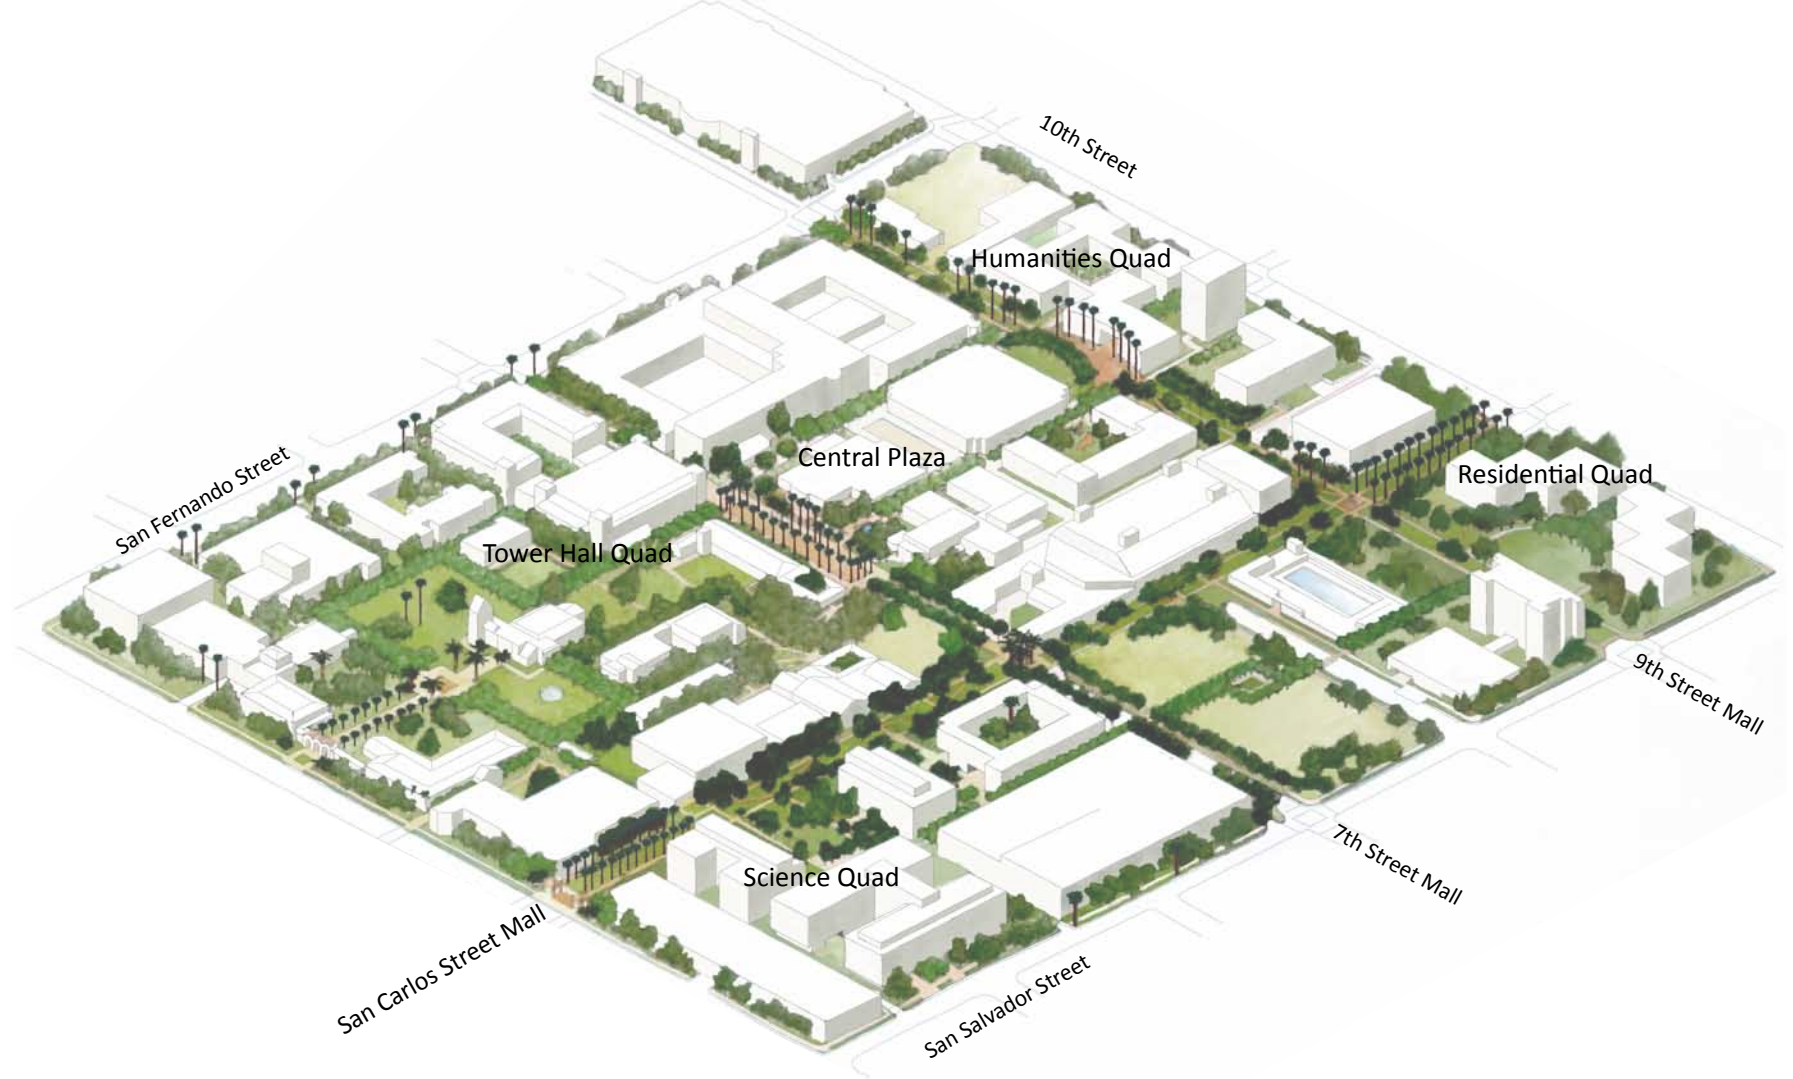 10th Street
Humanities Quad
Central Plaza
Residential Quad
San Fernando Street
Tower Hall Quad
9th Street Mall
7th Street Mall
Science Quad
San Carlos Street Mall
San Salvador Street